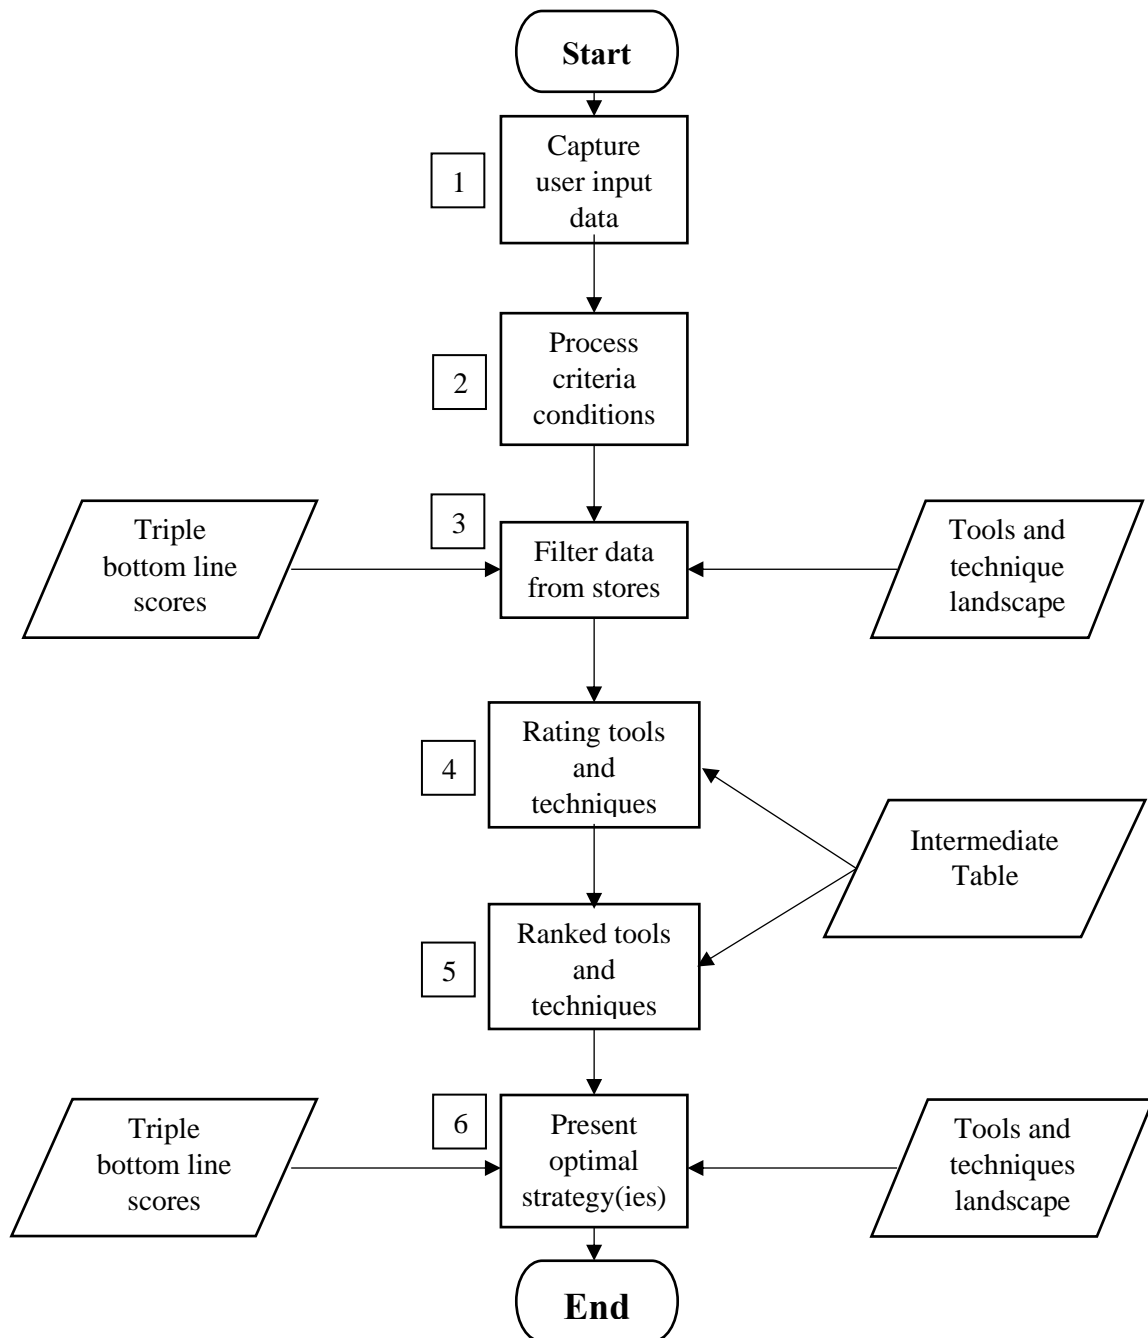 Start
1
Capture
user input
data
2
Process
criteria
conditions
Triple
bottom line
scores
3
Filter data
from stores
Tools and
technique
landscape
4
Rating tools
and
techniques
Intermediate
Table
5
Ranked tools
and
techniques
Triple
bottom line
scores
6
Present
optimal
strategy(ies)
Tools and
techniques
landscape
End